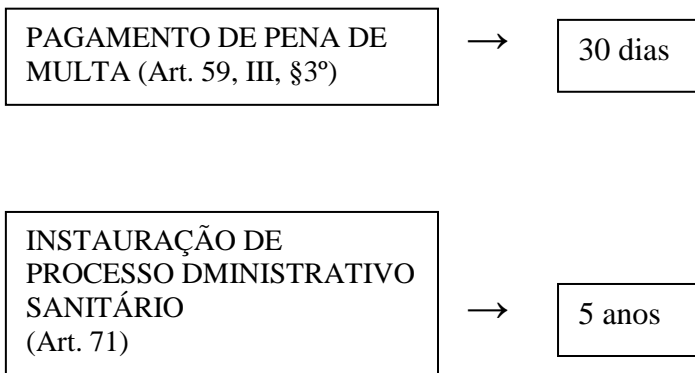 PAGAMENTO DE PENA DE
MULTA (Art. 59, III, §3º)
→
30 dias
INSTAURAÇÃO DE
PROCESSO DMINISTRATIVO
SANITÁRIO
(Art. 71)
→
5 anos